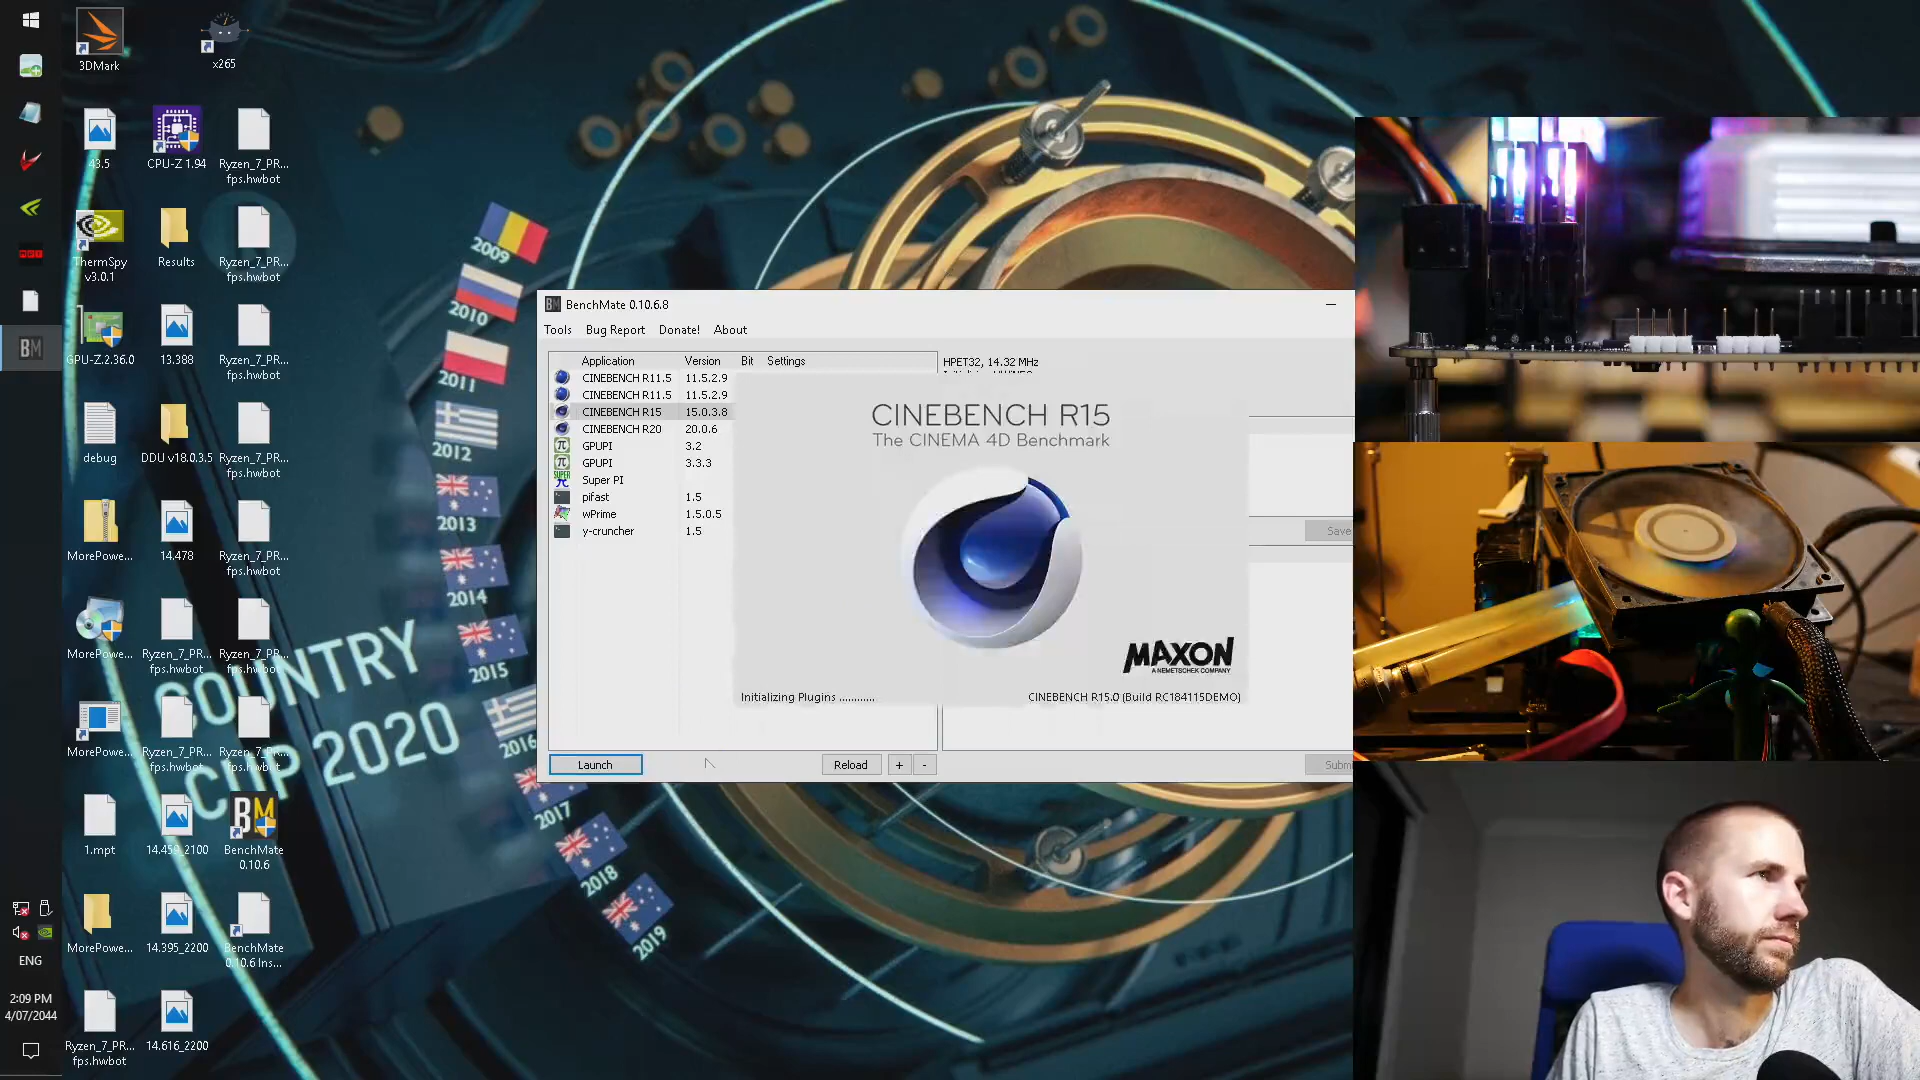 3DMark
x265
43.5
CPU-Z 1.94
Ryzen_7_PR...
fps.hwbot
ThermSpy
v3.0.1
Results
Ryzen_7_PR...
fps.hwbot
GPU-Z.2.36.0
13.388
Ryzen_7_PR...
debug
DDU v18.0.3.5
Ryzen_7_PR...
fps.hwbot
MorePowe...
14.478
Ryzen_7_PR...
fps.hwbot
MorePowe...
Ryzen_7_PR...
fps.hwbot
Ryzen_7_PR...
fps.hwbot
MorePowe...
Ryzen_7_PR...
fps.hwbot
Ryzen_7_PR...
fps.hwbot
1.mpt
14.459_2100
BM
BenchMate
0.10.6
MorePowe...
14.395_2200
BenchMate
0.10.6 Ins...
Ryzen_7_PR...
fps.hwbot
14.616_2200
BM
ENG
2:09 PM
4/07/2044
2009
2010
2011
2012
2013
2014
2015
2016
2017
2018
2019
COUNTRY
CUP 2020
BM BenchMate 0.10.6.8
Tools Bug Report Donate! About
Application Version Bit Settings
CINEBENCH R11.5 11.5.2.9
CINEBENCH R11.5 11.5.2.9
CINEBENCH R15 15.0.3.8
CINEBENCH R20 20.0.6
GPUPI 3.2
GPUPI 3.3.3
SUPER Super PI
pifast 1.5
wPrime 1.5.0.5
y-cruncher 1.5
HPET32, 14.32 MHz
CINEBENCH R15
The CINEMA 4D Benchmark
MAXON
A NEMETSCHEK COMPANY
Initializing Plugins ............
CINEBENCH R15.0 (Build RC184115DEMO)
Save
Launch Reload + -
Subm